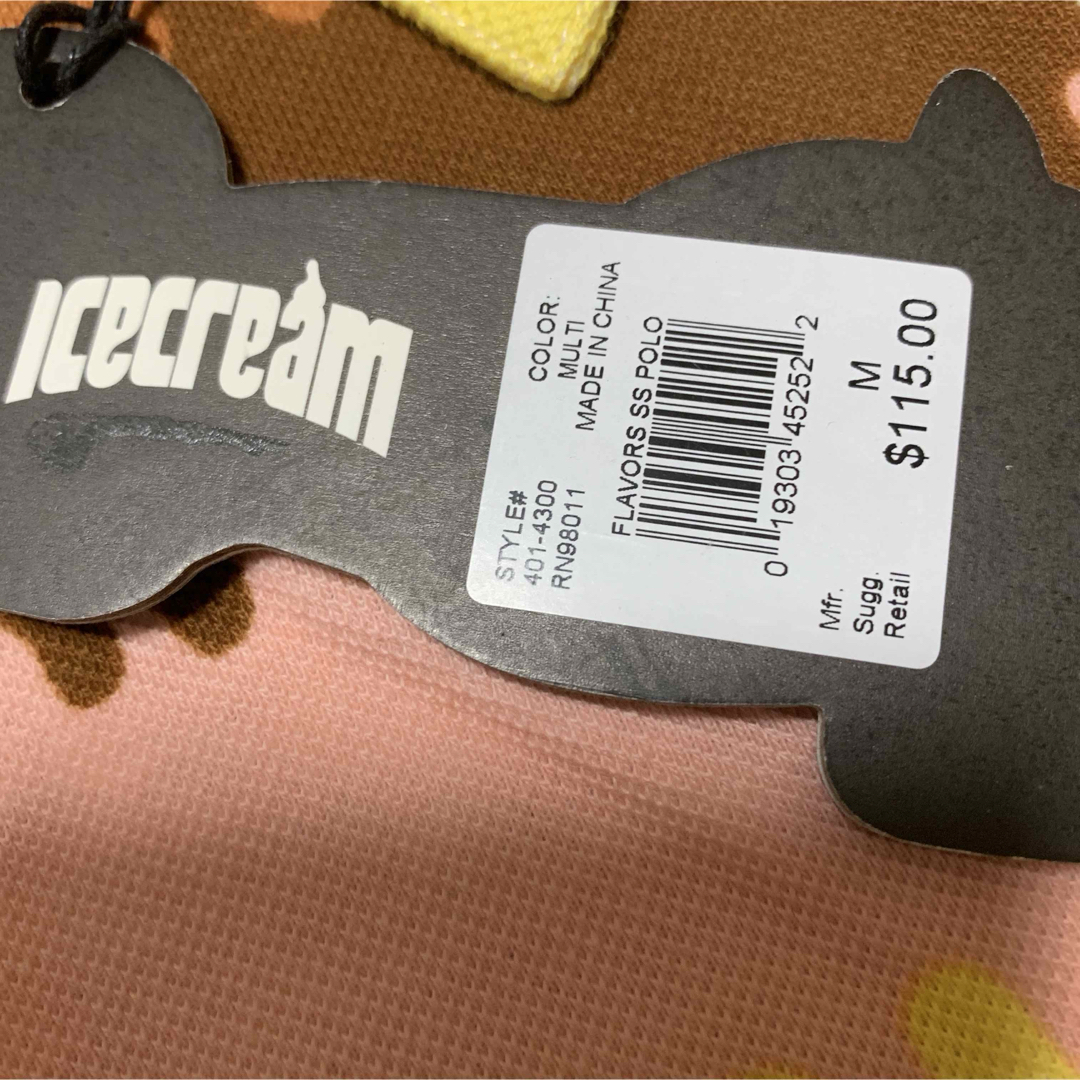 ICECREAM
STYLE#
401-4300
RN98011
COLOR:
MULTI
MADE IN CHINA
FLAVORS SS POLO
0 19303 45252 2
Mfr.
Sugg.
Retail
M
$115.00